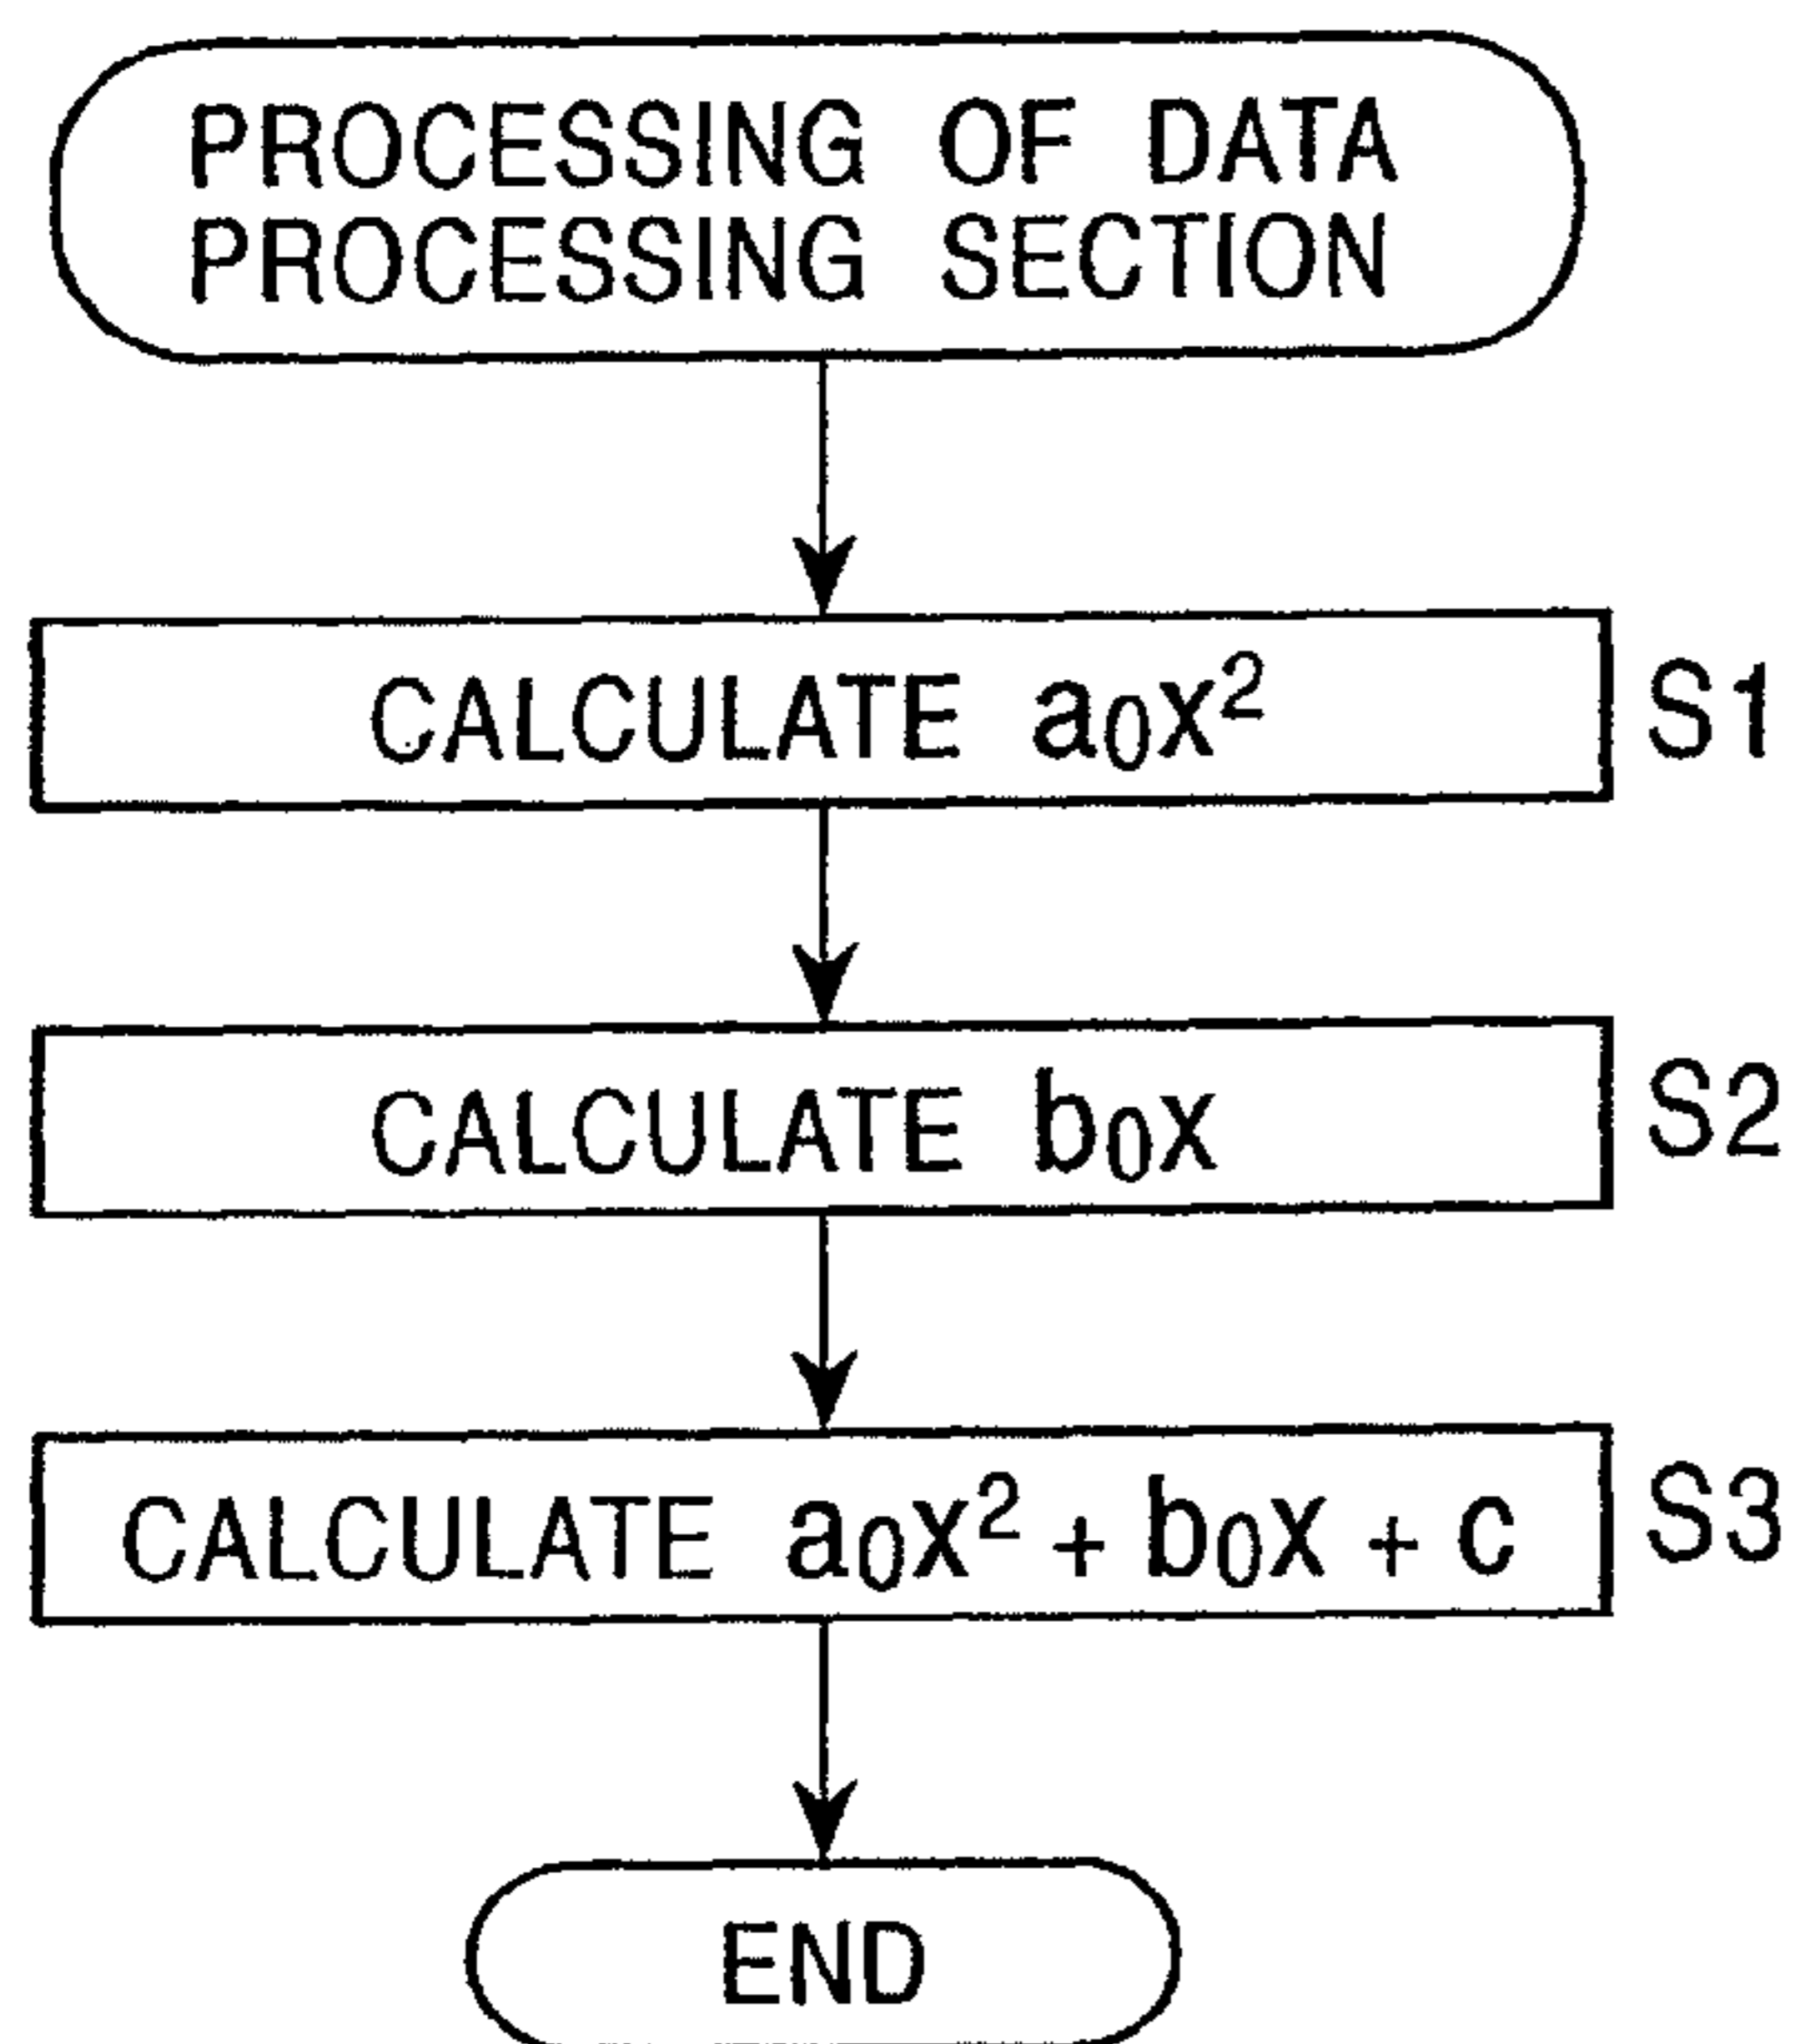 PROCESSING OF DATA
PROCESSING SECTION
CALCULATE a₀x² S1
CALCULATE b₀x S2
CALCULATE a₀x² + b₀x + c S3
END